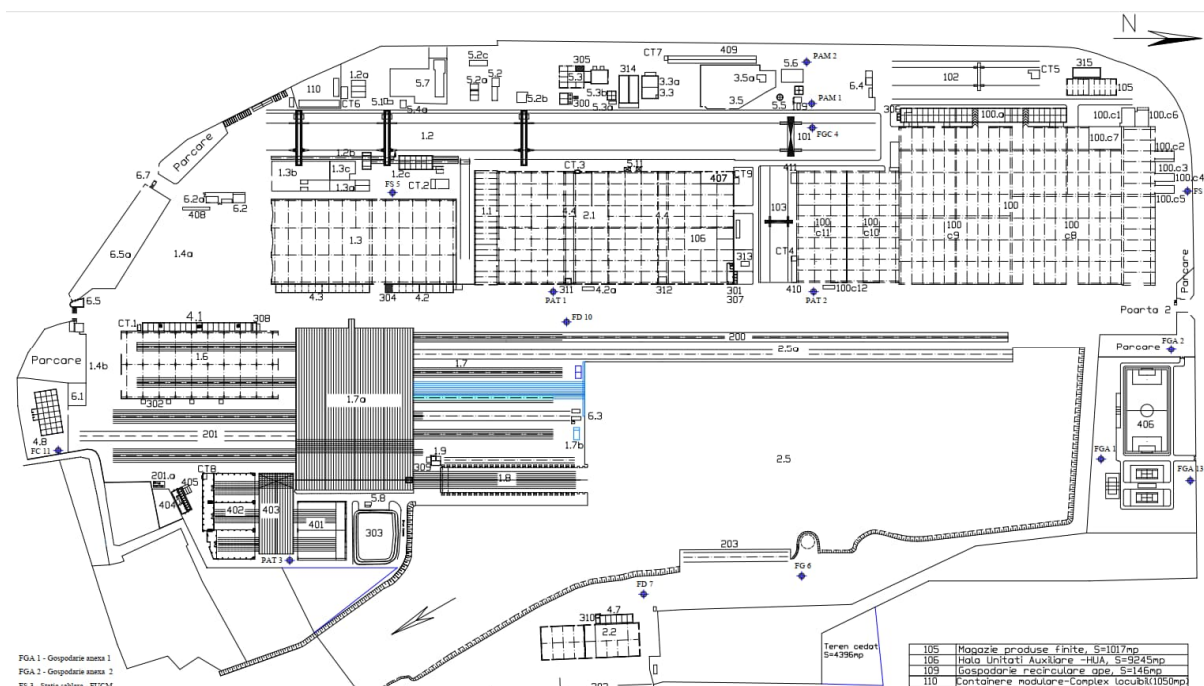 N
CT7
409
PAM 2
305
5.2c
5.6
1.2a
5.7
5.2
5.3
314
3.3a
3.5a
6.4
102
CT5
315
110
5.2a
3.3
105
CT6
5.1
5.4a
5.2b
300
5.3b
5.3a
3.5
5.5
109
PAM 1
100.a
100.c1
100.c6
Parcare
1.2
101
FGC 4
100.c7
1.2b
1.3b
1.3c
1.2c
CT.3
5.11
411
100.c2
6.7
1.3a
CT.2
407
CT9
100.c3
100.c4
FS 5
1.1
FS
6.2a
6.2
408
4.4
2.1
4.4
103
100
100.c5
1.3
106
100
c11
100
c10
100
c9
100
c8
6.5a
1.4a
313
CT4
Parcare
4.3
304
4.2
311
4.2a
312
301
307
410
100c12
PAT 1
PAT 2
6.5
Poarta 2
CT.1
4.1
308
FD 10
200
Parcare
1.4b
1.6
2.5a
Parcare
FGA 2
1.7
6.1
1.7a
302
6.3
406
4.8
201
1.7b
FC 11
1.9
2.5
FGA 1
CT8
309
1.8
FGA 13
201.a
405
404
402
403
401
5.8
303
203
PAT 3
FG 6
FD 7
4.7
310
2.2
Teren cedat
S=4396mp
FGA 1 - Gospodarie anexa 1
FGA 2 - Gospodarie anexa 2
105 Magazie produse finite, S=1017mp
106 Hala Unitati Auxiliare -HUA, S=9245mp
109 Gaspodarie recirculare ape, S=146mp
110 Containere modulare-Complex locuibil(1050mp)